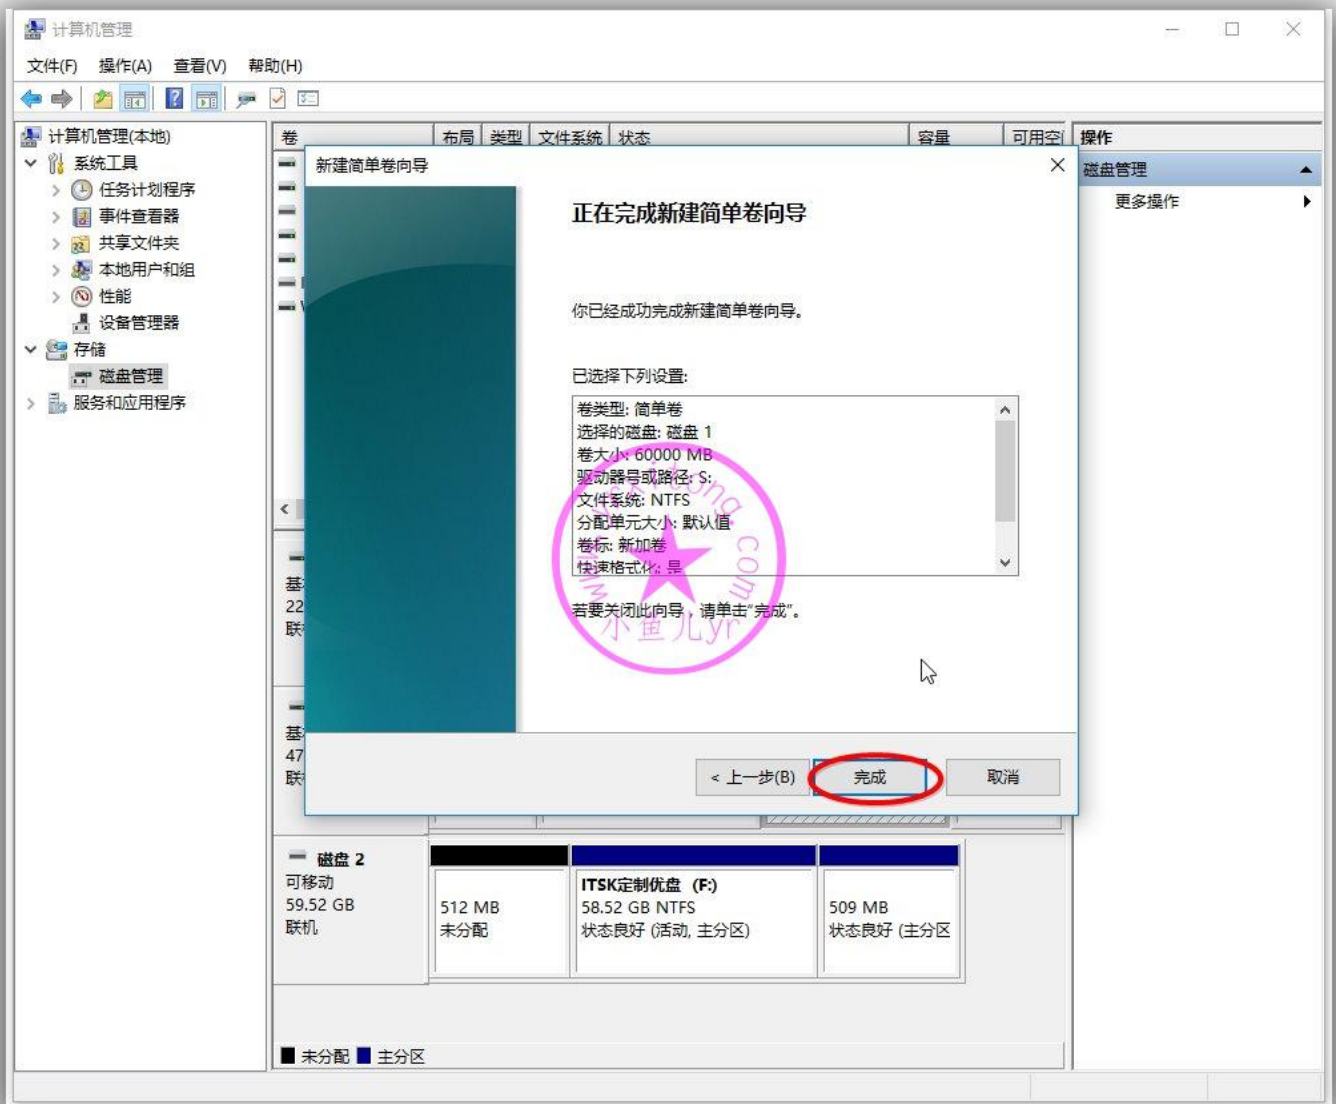 计算机管理
文件(F) 操作(A) 查看(V) 帮助(H)
计算机管理(本地)
系统工具
任务计划程序
事件查看器
共享文件夹
本地用户和组
性能
设备管理器
存储
磁盘管理
服务和应用程序
卷 布局 类型 文件系统 状态 容量 可用空
操作
磁盘管理
更多操作
新建简单卷向导
正在完成新建简单卷向导
你已经成功完成新建简单卷向导。
已选择下列设置:
卷类型: 简单卷
选择的磁盘: 磁盘 1
卷大小: 60000 MB
驱动器号或路径: S:
文件系统: NTFS
分配单元大小: 默认值
卷标: 新加卷
快速格式化: 是
若要关闭此向导，请单击“完成”。
小鱼儿yr
< 上一步(B) 完成 取消
基
22
联
基
47
联
磁盘 2
可移动
59.52 GB
联机
512 MB
未分配
ITSK定制优盘 (F:)
58.52 GB NTFS
状态良好 (活动, 主分区)
509 MB
状态良好 (主分区
未分配 主分区